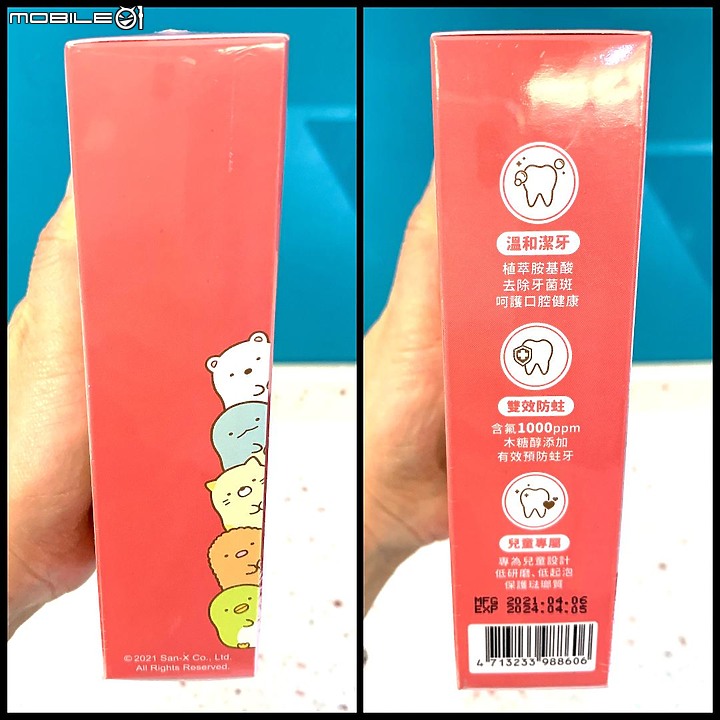 MOBILE01
©2021 San-X Co., Ltd.
All Rights Reserved.
溫和潔牙
植萃胺基酸
去除牙菌斑
呵護口腔健康
雙效防蛀
含氟1000ppm
木糖醇添加
有效預防蛀牙
兒童專屬
專為兒童設計
低研磨、低起泡
保護琺瑯質
MFG 2021.04.06
EXP 2024.04.05
4 713233 988606